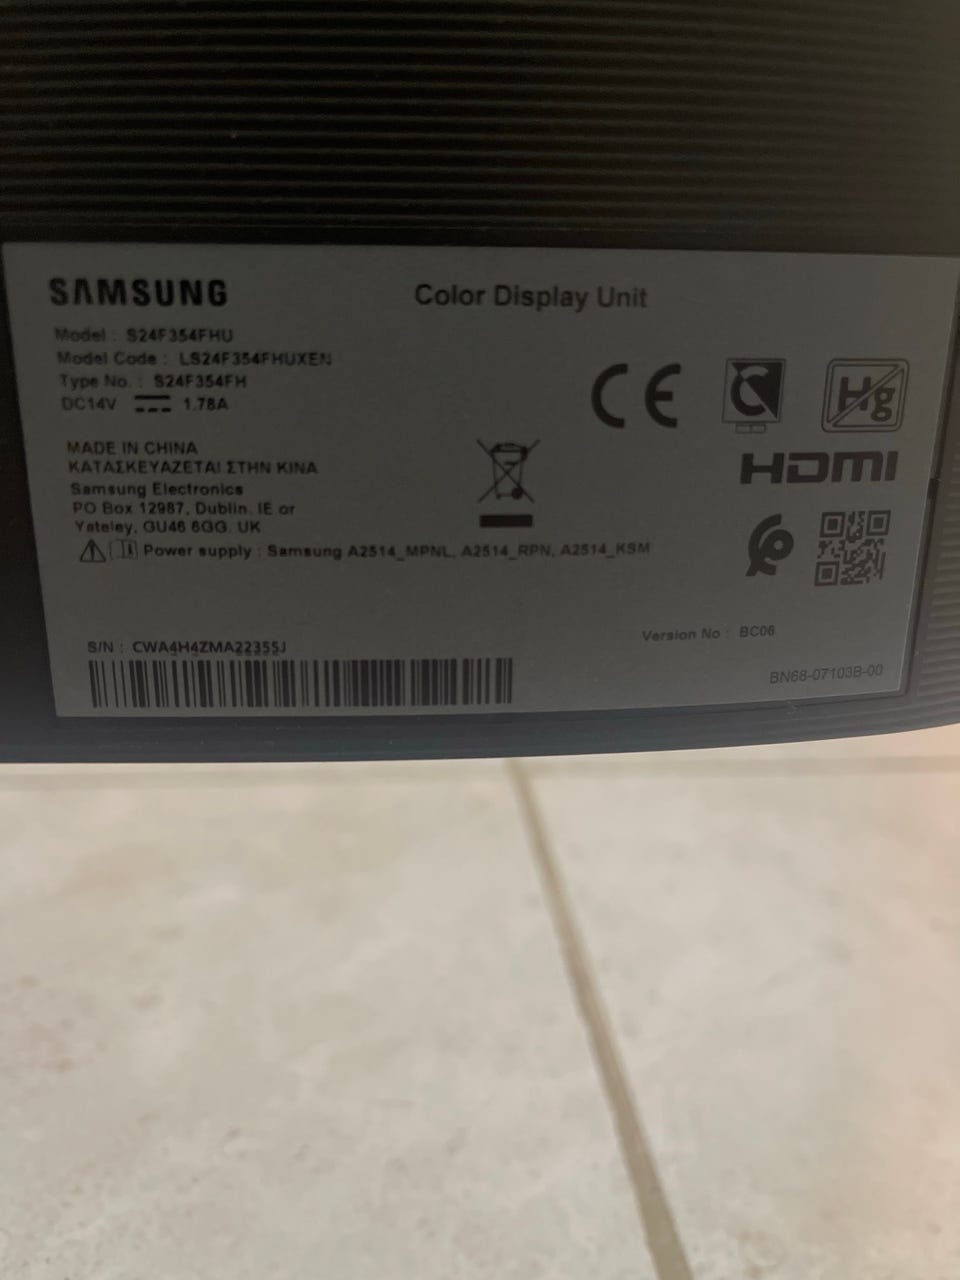 SAMSUNG
Color Display Unit
Model : S24F354FHU
Model Code : LS24F354FHUXEN
Type No. : S24F354FH
DC14V 1.78A
CE
Hg
MADE IN CHINA
ΚΑΤΑΣΚΕΥΑΖΕΤΑΙ ΣΤΗΝ ΚΙΝΑ
Samsung Electronics
PO Box 12987, Dublin. IE or
Yateley, GU46 6GG. UK
HDMI
Power supply : Samsung A2514_MPNL, A2514_RPN, A2514_KSM
S/N : CWA4H4ZMA22355J
Version No : BC06
BN68-07103B-00